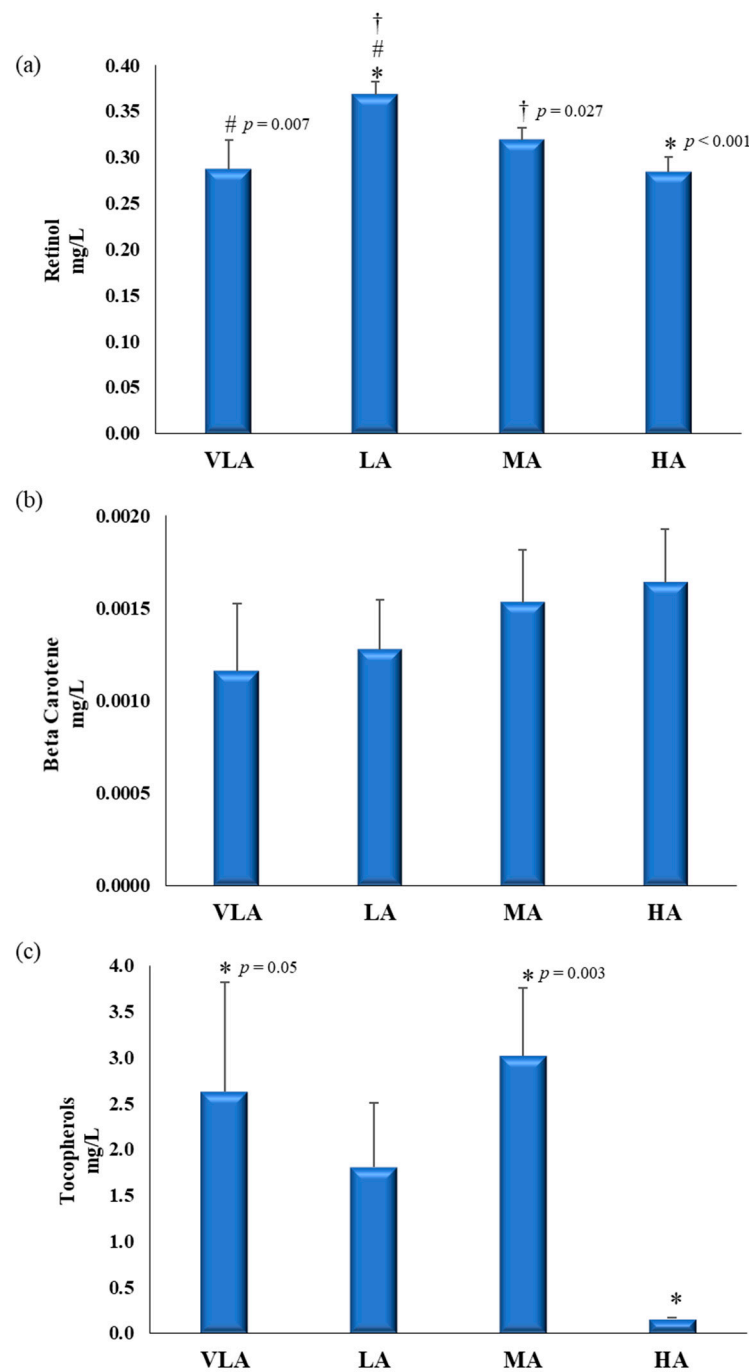 (a)
†
#
*
# p = 0.007
† p = 0.027
* p < 0.001
0.40
0.35
0.30
0.25
0.20
0.15
0.10
0.05
0.00
Retinol
mg/L
VLA LA MA HA
(b)
0.0020
0.0015
0.0010
0.0005
0.0000
Beta Carotene
mg/L
VLA LA MA HA
(c)
* p = 0.05
* p = 0.003
*
4.0
3.5
3.0
2.5
2.0
1.5
1.0
0.5
0.0
Tocopherols
mg/L
VLA LA MA HA